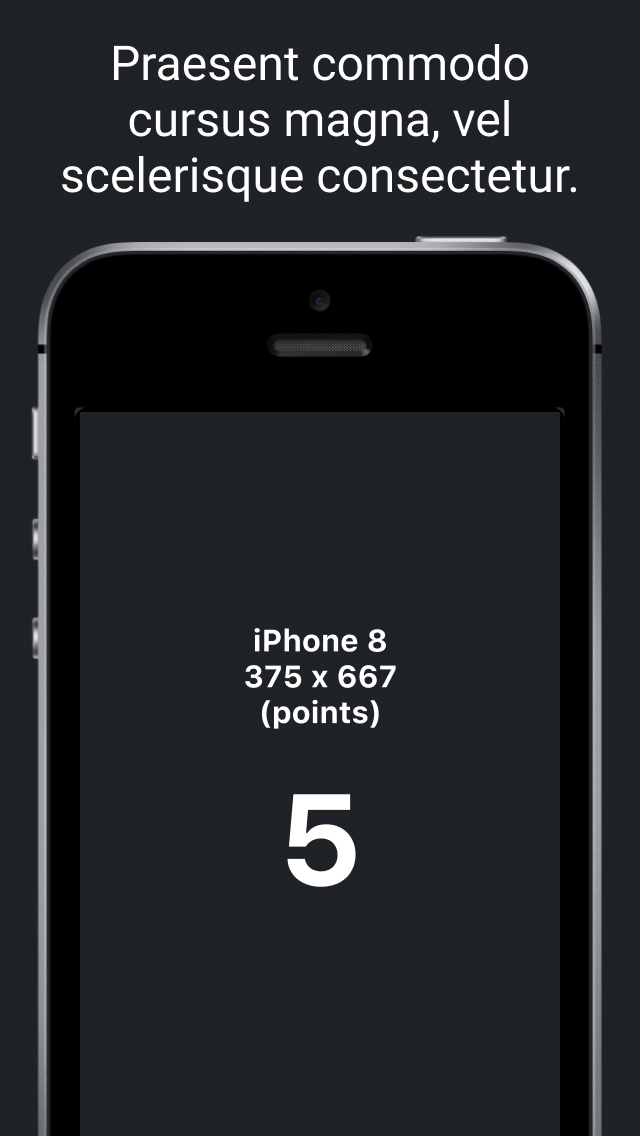 Praesent commodo
cursus magna, vel
scelerisque consectetur.
iPhone 8
375 x 667
(points)
5